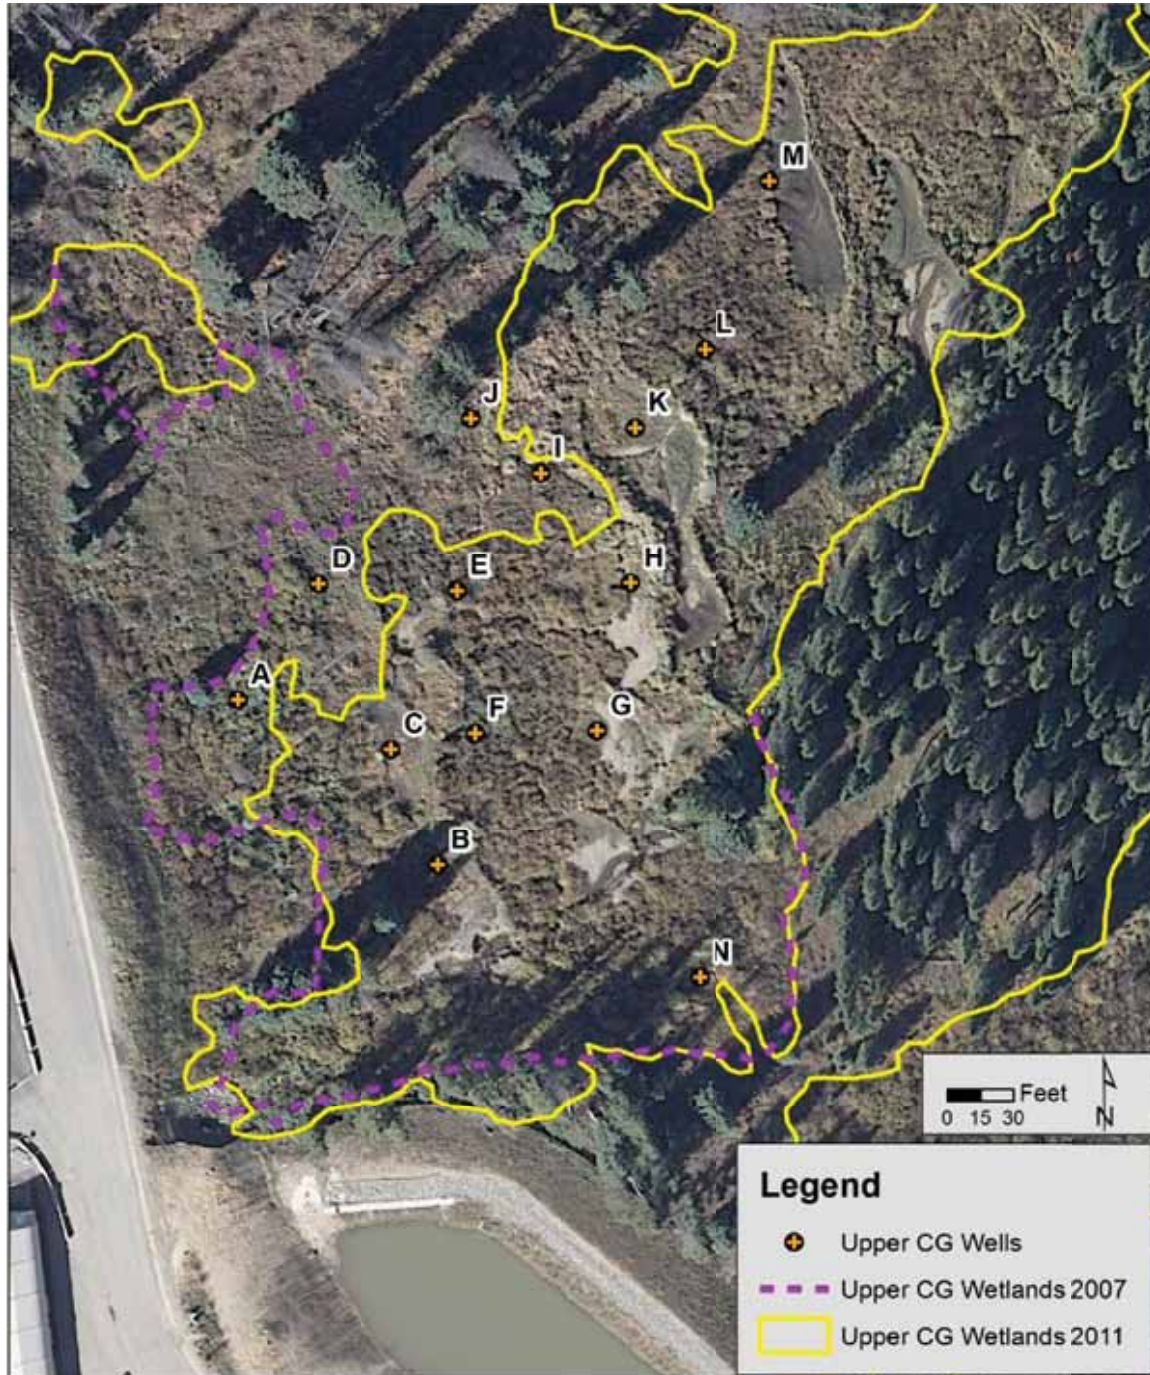 M
L
J
K
I
D
E
H
A
C
F
G
B
N
Feet
0 15 30
N
Legend
Upper CG Wells
Upper CG Wetlands 2007
Upper CG Wetlands 2011